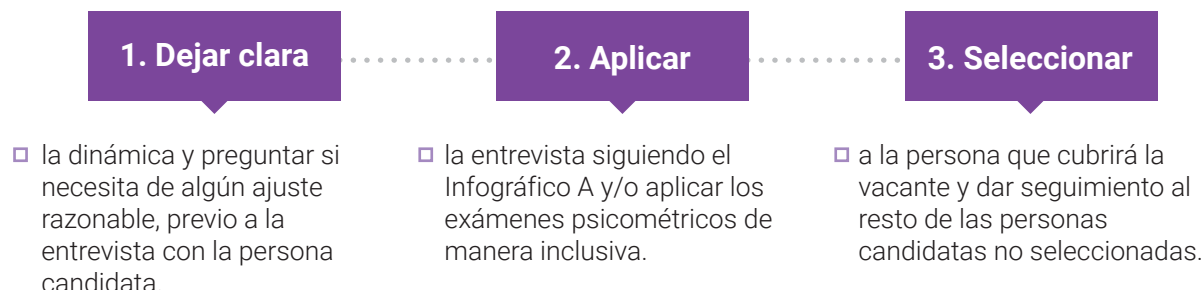 1. Dejar clara
la dinámica y preguntar si
necesita de algún ajuste
razonable, previo a la
entrevista con la persona
candidata
2. Aplicar
la entrevista siguiendo el
Infográfico A y/o aplicar los
exámenes psicométricos de
manera inclusiva.
3. Seleccionar
a la persona que cubrirá la
vacante y dar seguimiento al
resto de las personas
candidatas no seleccionadas.